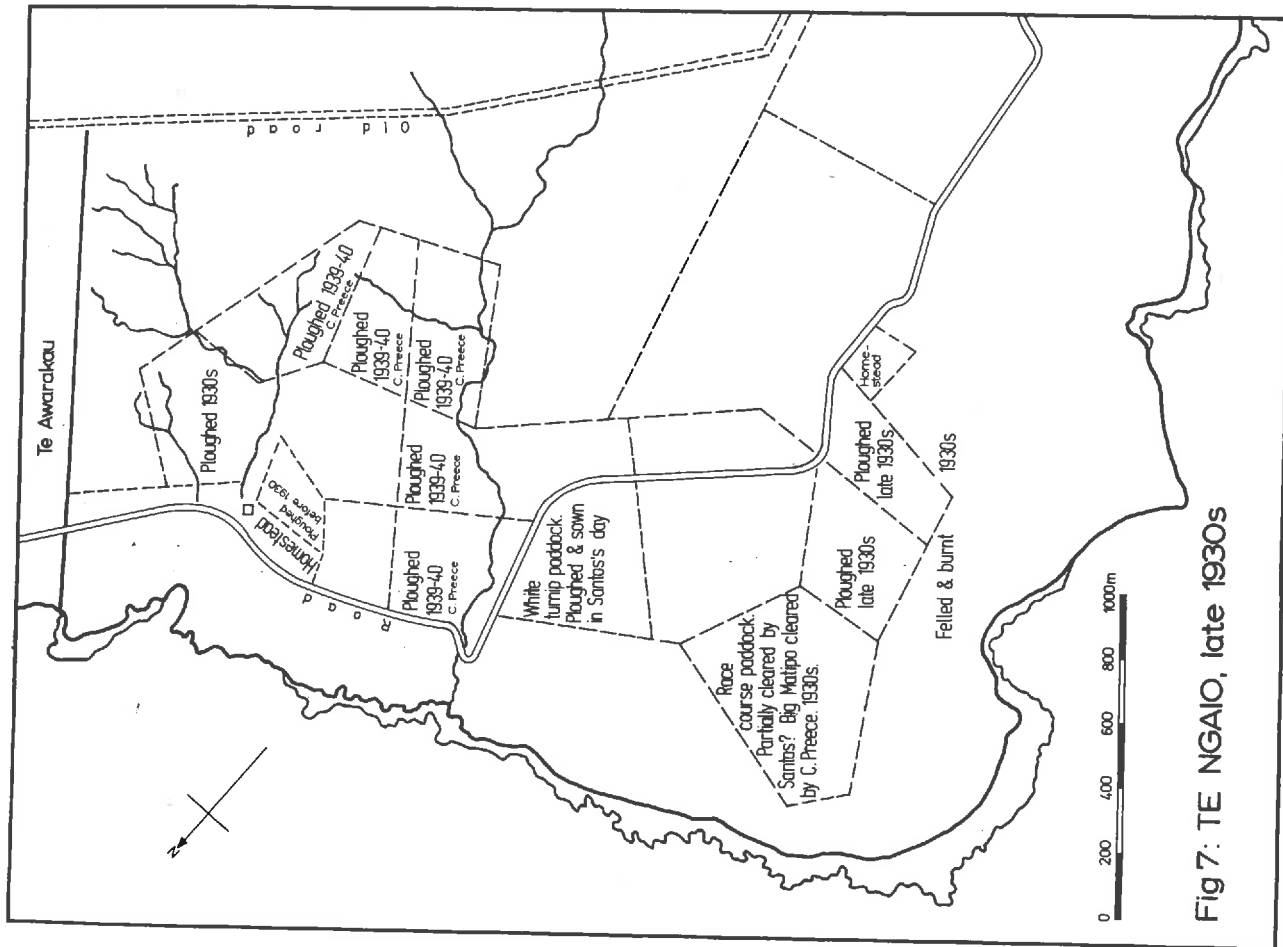 Te Awarakau
Old road
Ploughed 1930s
Ploughed 1939-40
C. Preece
Ploughed
1939-40
C. Preece
Ploughed
1939-40
C. Preece
Ploughed
before 1930
Homestead
Road
Ploughed
1939-40
C. Preece
Ploughed
1939-40
C. Preece
White
turnip paddock.
Ploughed & sown
in Santos's day
Home-
stead
Ploughed
late 1930s
Ploughed
late 1930s
Race
course paddock.
Partially cleared by
Santos? Big Matipo cleared
by C. Preece. 1930s.
Felled & burnt 1930s
N
0 200 400 600 800 1000m
Fig 7: TE NGAIO, late 1930s